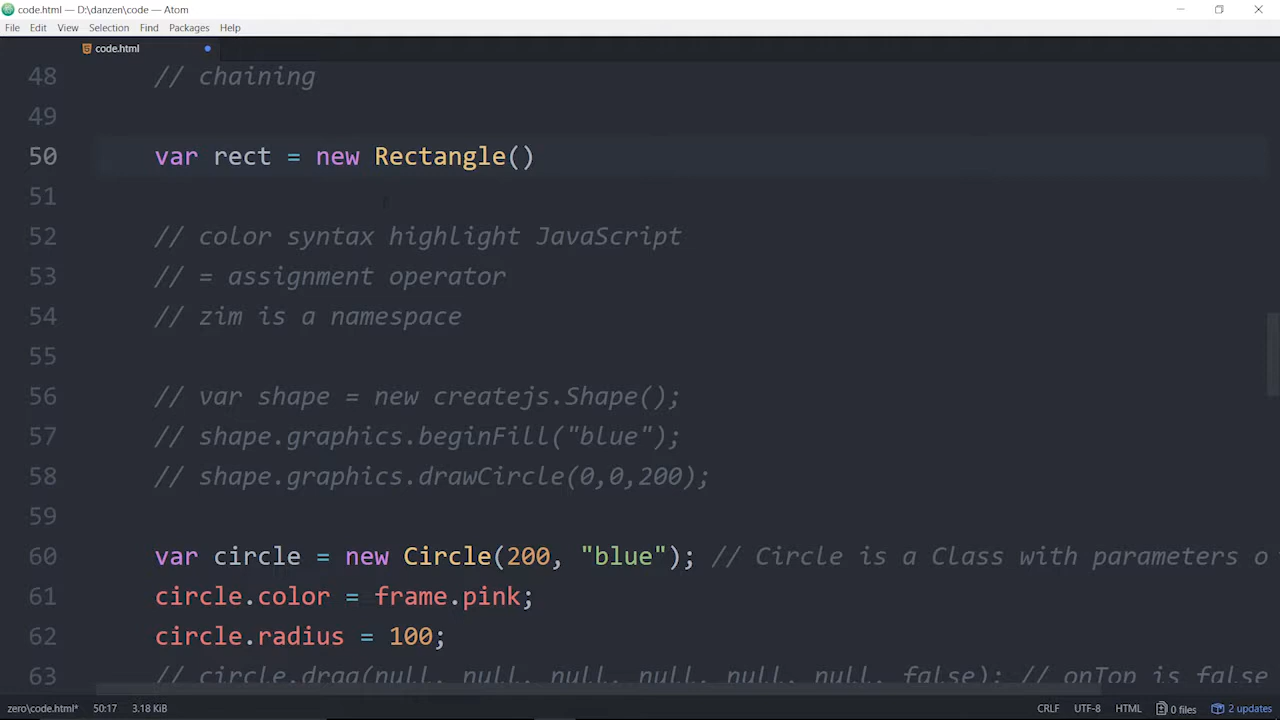 code.html — D:\danzen\code — Atom
File Edit View Selection Find Packages Help
code.html
48 // chaining
49
50 var rect = new Rectangle()
51
52 // color syntax highlight JavaScript
53 // = assignment operator
54 // zim is a namespace
55
56 // var shape = new createjs.Shape();
57 // shape.graphics.beginFill("blue");
58 // shape.graphics.drawCircle(0,0,200);
59
60 var circle = new Circle(200, "blue"); // Circle is a Class with parameters o
61 circle.color = frame.pink;
62 circle.radius = 100;
63 // circle.drag(null, null, null, null, null, null, false); // onTop is false
zero\code.html* 50:17 3.18 KiB CRLF UTF-8 HTML 0 files 2 updates